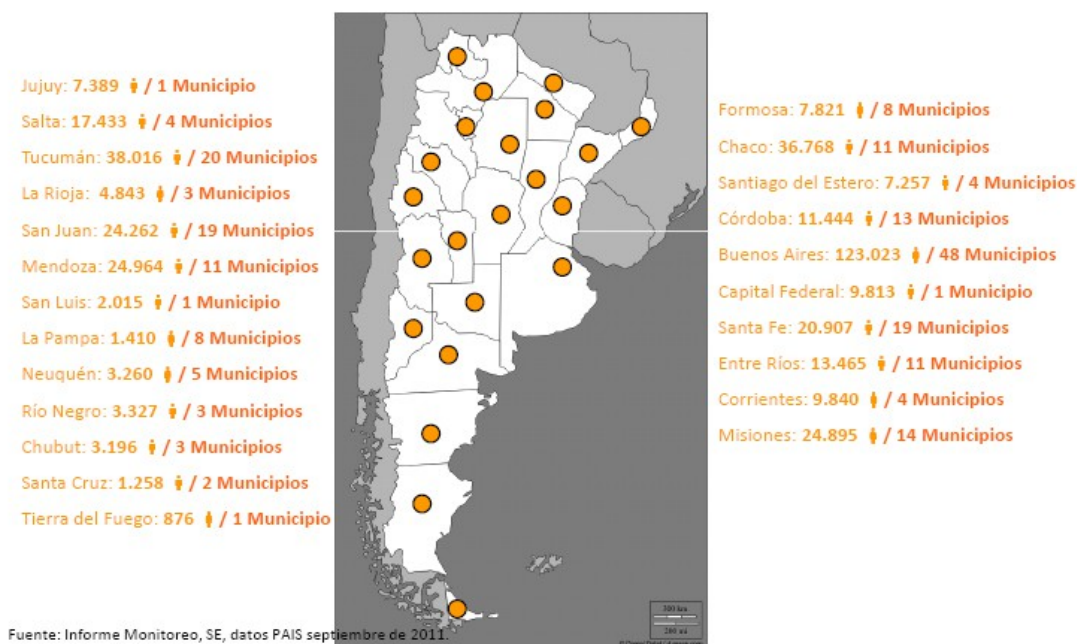 Jujuy: 7.389 / 1 Municipio
Salta: 17.433 / 4 Municipios
Tucumán: 38.016 / 20 Municipios
La Rioja: 4.843 / 3 Municipios
San Juan: 24.262 / 19 Municipios
Mendoza: 24.964 / 11 Municipios
San Luis: 2.015 / 1 Municipio
La Pampa: 1.410 / 8 Municipios
Neuquén: 3.260 / 5 Municipios
Río Negro: 3.327 / 3 Municipios
Chubut: 3.196 / 3 Municipios
Santa Cruz: 1.258 / 2 Municipios
Tierra del Fuego: 876 / 1 Municipio
Formosa: 7.821 / 8 Municipios
Chaco: 36.768 / 11 Municipios
Santiago del Estero: 7.257 / 4 Municipios
Córdoba: 11.444 / 13 Municipios
Buenos Aires: 123.023 / 48 Municipios
Capital Federal: 9.813 / 1 Municipio
Santa Fe: 20.907 / 19 Municipios
Entre Ríos: 13.465 / 11 Municipios
Corrientes: 9.840 / 4 Municipios
Misiones: 24.895 / 14 Municipios
300 km
200 mi
Fuente: Informe Monitoreo, SE, datos PAIS septiembre de 2011.